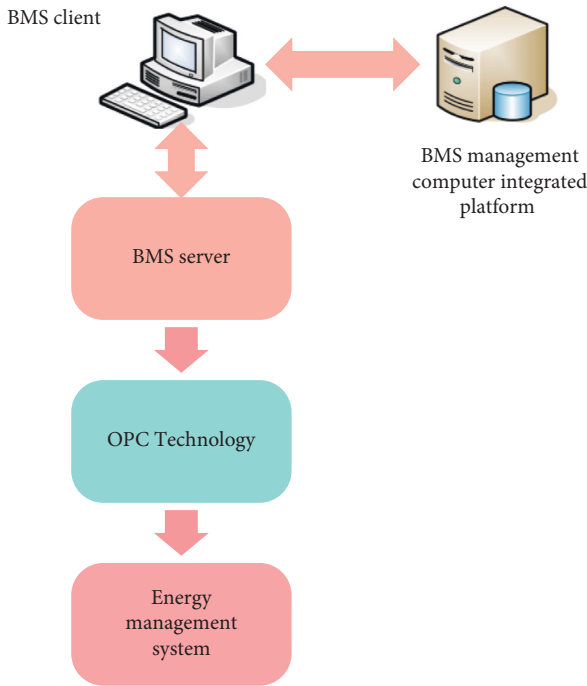 BMS client
BMS management
computer integrated
platform
BMS server
OPC Technology
Energy
management
system